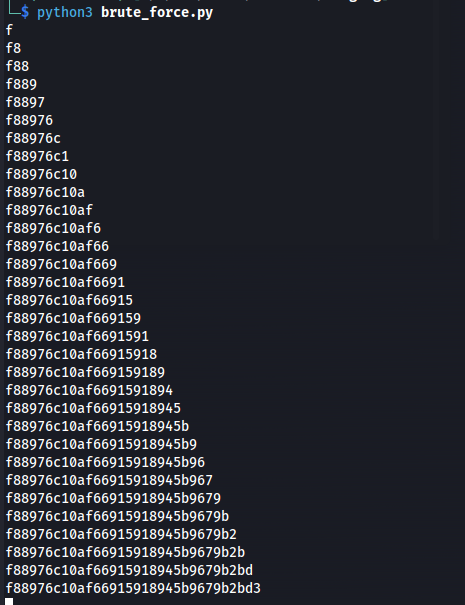 └─$ python3 brute_force.py
f
f8
f88
f889
f8897
f88976
f88976c
f88976c1
f88976c10
f88976c10a
f88976c10af
f88976c10af6
f88976c10af66
f88976c10af669
f88976c10af6691
f88976c10af66915
f88976c10af669159
f88976c10af6691591
f88976c10af66915918
f88976c10af669159189
f88976c10af6691591894
f88976c10af66915918945
f88976c10af66915918945b
f88976c10af66915918945b9
f88976c10af66915918945b96
f88976c10af66915918945b967
f88976c10af66915918945b9679
f88976c10af66915918945b9679b
f88976c10af66915918945b9679b2
f88976c10af66915918945b9679b2b
f88976c10af66915918945b9679b2bd
f88976c10af66915918945b9679b2bd3